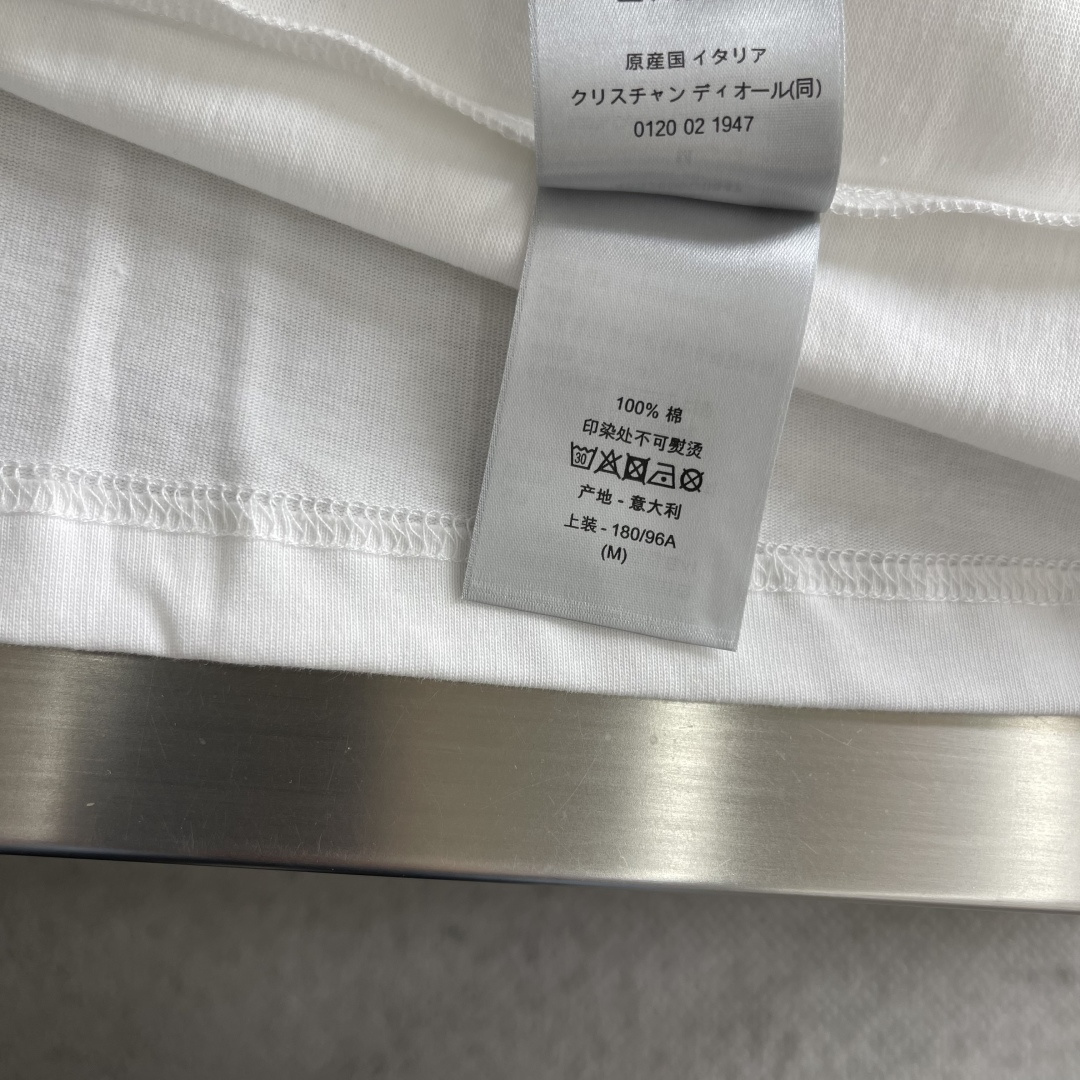 原産国 イタリア
クリスチャン ディオール(同)
0120 02 1947
100% 棉
印染处不可熨烫
30
产地 - 意大利
上装 - 180/96A
(M)